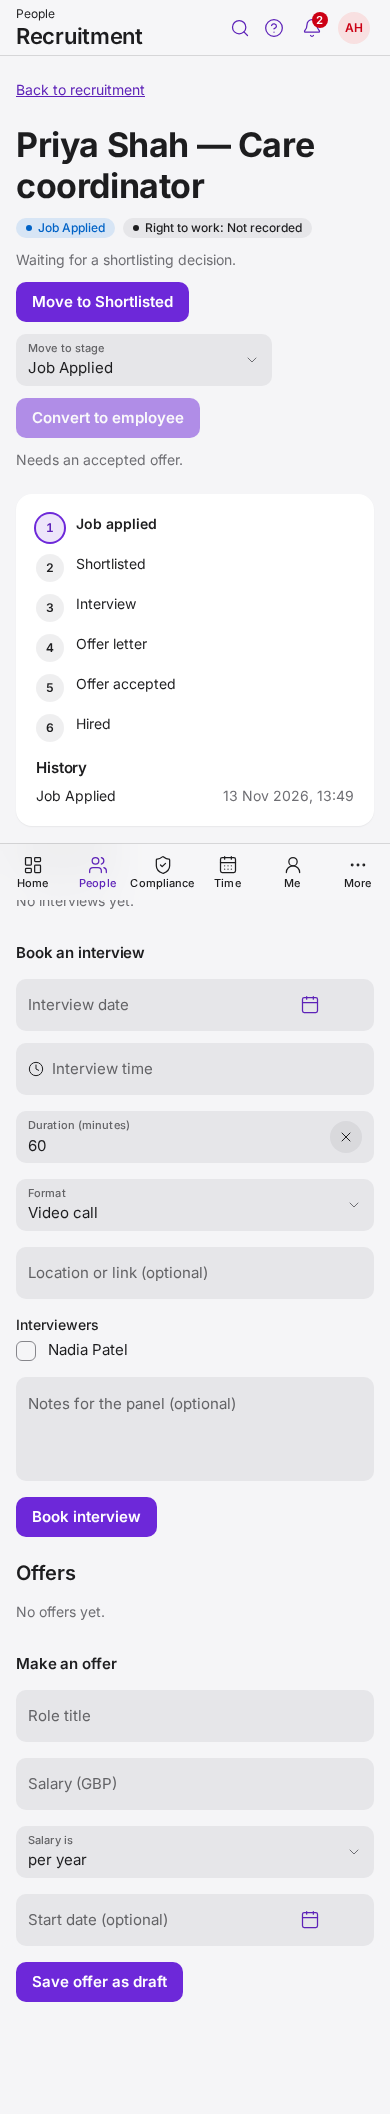 People
Recruitment
2
AH
Back to recruitment
Priya Shah — Care
coordinator
Job Applied
Right to work: Not recorded
Waiting for a shortlisting decision.
Move to Shortlisted
Move to stage
Job Applied
Convert to employee
Needs an accepted offer.
1 Job applied
2 Shortlisted
3 Interview
4 Offer letter
5 Offer accepted
6 Hired
History
Job Applied 13 Nov 2026, 13:49
Home People Compliance Time Me More
No interviews yet.
Book an interview
Interview date
Interview time
Duration (minutes)
60
Format
Video call
Location or link (optional)
Interviewers
Nadia Patel
Notes for the panel (optional)
Book interview
Offers
No offers yet.
Make an offer
Role title
Salary (GBP)
Salary is
per year
Start date (optional)
Save offer as draft